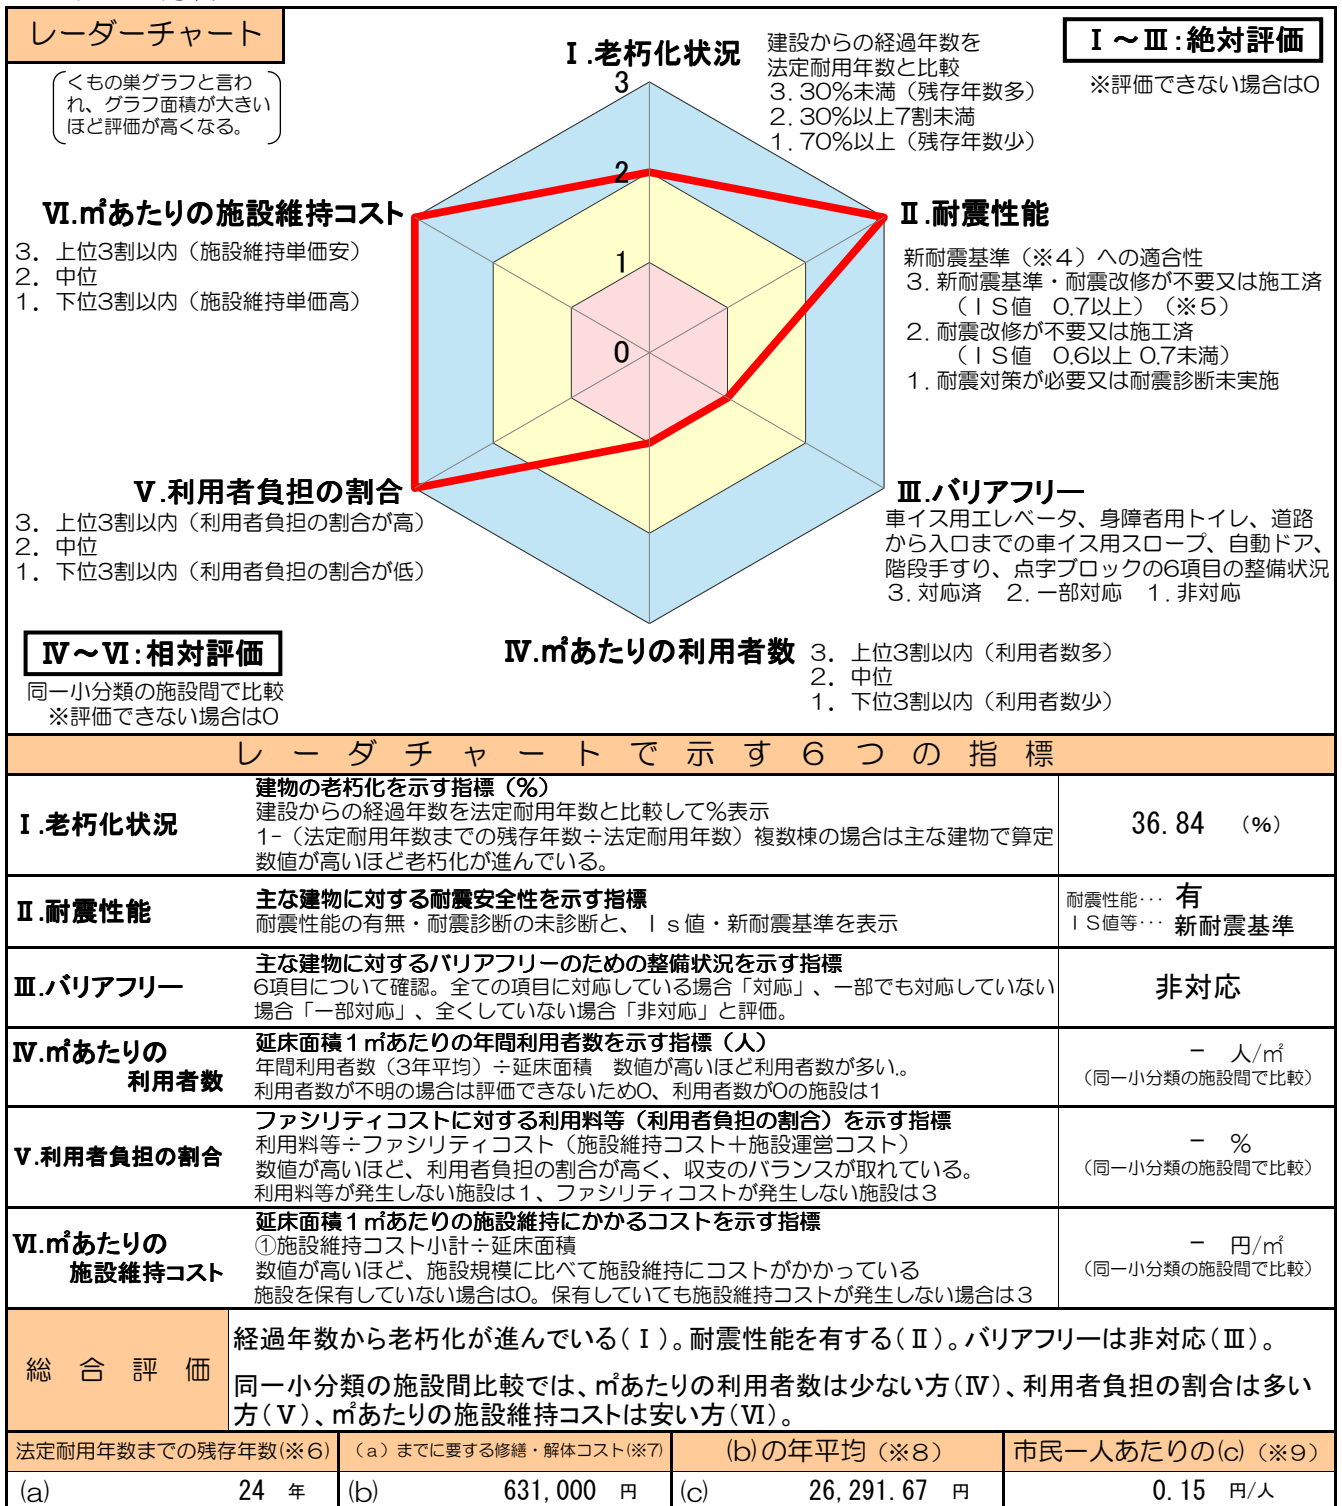 レーダーチャート
くもの巣グラフと言わ
れ、グラフ面積が大きい
ほど評価が高くなる。
Ⅰ～Ⅲ:絶対評価
※評価できない場合は0
Ⅰ.老朽化状況
建設からの経過年数を
法定耐用年数と比較
3. 30%未満（残存年数多）
2. 30%以上7割未満
1. 70%以上（残存年数少）
3
2
1
0
Ⅵ.㎡あたりの施設維持コスト
3. 上位3割以内（施設維持単価安）
2. 中位
1. 下位3割以内（施設維持単価高）
Ⅱ.耐震性能
新耐震基準（※4）への適合性
3. 新耐震基準・耐震改修が不要又は施工済
（ＩＳ値　0.7以上）（※5）
2. 耐震改修が不要又は施工済
（ＩＳ値　0.6以上 0.7未満）
1. 耐震対策が必要又は耐震診断未実施
Ⅴ.利用者負担の割合
3. 上位3割以内（利用者負担の割合が高）
2. 中位
1. 下位3割以内（利用者負担の割合が低）
Ⅲ.バリアフリー
車イス用エレベータ、身障者用トイレ、道路
から入口までの車イス用スロープ、自動ドア、
階段手すり、点字ブロックの6項目の整備状況
3. 対応済　2. 一部対応　1. 非対応
Ⅳ～Ⅵ:相対評価
同一小分類の施設間で比較
※評価できない場合は0
Ⅳ.㎡あたりの利用者数
3. 上位3割以内（利用者数多）
2. 中位
1. 下位3割以内（利用者数少）
レーダチャートで示す６つの指標
Ⅰ.老朽化状況
建物の老朽化を示す指標（%）
建設からの経過年数を法定耐用年数と比較して%表示
1-（法定耐用年数までの残存年数÷法定耐用年数）複数棟の場合は主な建物で算定
数値が高いほど老朽化が進んでいる。
36.84　（%）
Ⅱ.耐震性能
主な建物に対する耐震安全性を示す指標
耐震性能の有無・耐震診断の未診断と、Ｉｓ値・新耐震基準を表示
耐震性能･･･ 有
ＩＳ値等･･･ 新耐震基準
Ⅲ.バリアフリー
主な建物に対するバリアフリーのための整備状況を示す指標
6項目について確認。全ての項目に対応している場合「対応」、一部でも対応していない
場合「一部対応」、全くしていない場合「非対応」と評価。
非対応
Ⅳ.㎡あたりの
利用者数
延床面積１㎡あたりの年間利用者数を示す指標（人）
年間利用者数（3年平均）÷延床面積　数値が高いほど利用者数が多い。
利用者数が不明の場合は評価できないため0、利用者数が0の施設は1
－　人/㎡
（同一小分類の施設間で比較）
Ⅴ.利用者負担の割合
ファシリティコストに対する利用料等（利用者負担の割合）を示す指標
利用料等÷ファシリティコスト（施設維持コスト＋施設運営コスト）
数値が高いほど、利用者負担の割合が高く、収支のバランスが取れている。
利用料等が発生しない施設は１、ファシリティコストが発生しない施設は３
－　%
（同一小分類の施設間で比較）
Ⅵ.㎡あたりの
施設維持コスト
延床面積１㎡あたりの施設維持にかかるコストを示す指標
①施設維持コスト小計÷延床面積
数値が高いほど、施設規模に比べて施設維持にコストがかかっている
施設を保有していない場合は0。保有していても施設維持コストが発生しない場合は３
－　円/㎡
（同一小分類の施設間で比較）
総合評価
経過年数から老朽化が進んでいる(Ⅰ)。耐震性能を有する(Ⅱ)。バリアフリーは非対応(Ⅲ)。
同一小分類の施設間比較では、㎡あたりの利用者数は少ない方(Ⅳ)、利用者負担の割合は多い
方(Ⅴ)、㎡あたりの施設維持コストは安い方(Ⅵ)。
法定耐用年数までの残存年数(※6)
（a）までに要する修繕・解体コスト(※7)
(b)の年平均（※8）
市民一人あたりの(c)（※9）
(a)　24 年
(b)　631,000 円
(c)　26,291.67 円
0.15 円/人